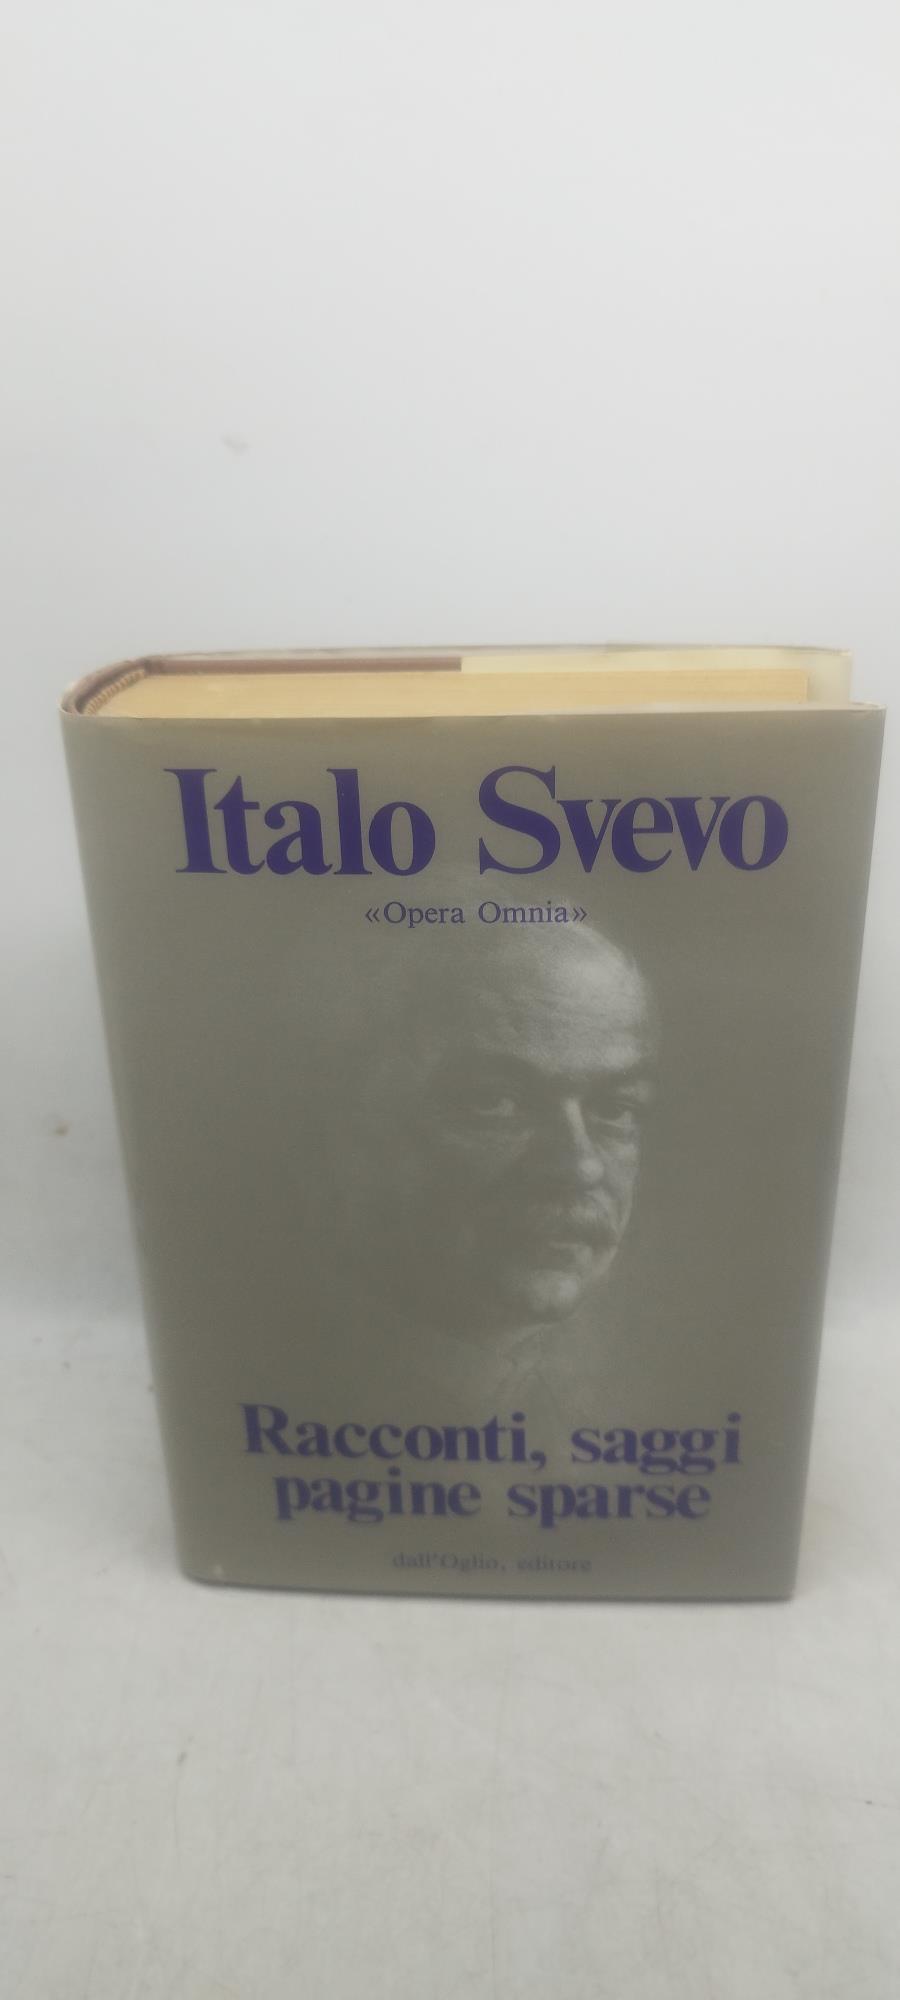 Italo Svevo
«Opera Omnia»
Racconti, saggi
pagine sparse
dall'Oglio, editore